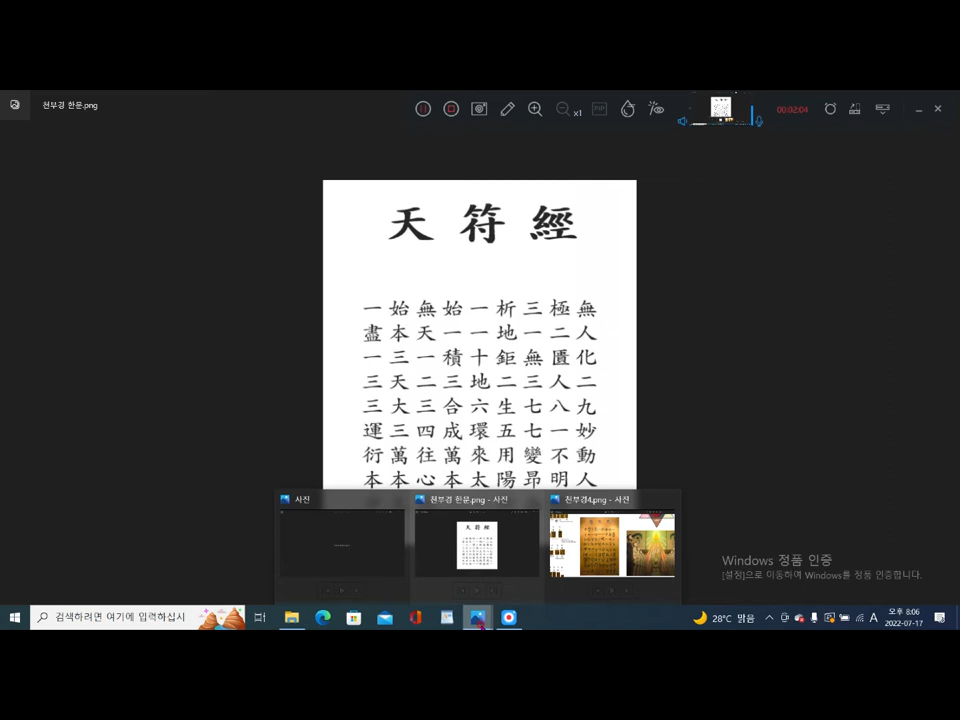 천부경 한문.png
x1
00:02:04
天符經
一始無始一析三極無
盡本天一一地一二人
一三一積十鉅無匱化
三天二三地二三人二
三大三合六生七八九
運三四成環五七一妙
衍萬往萬來用變不動
本本心本太陽昂明人
사진
천부경 한문.png - 사진
천부경4.png - 사진
Windows 정품 인증
[설정]으로 이동하여 Windows를 정품 인증합니다.
검색하려면 여기에 입력하십시
28°C 맑음
A
오후 8:06
2022-07-17